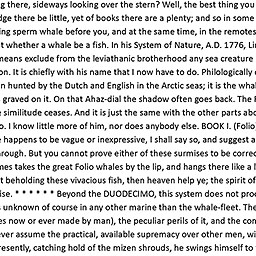 g there, sideways looking over the stern? Well, the best thing you
dge there be little, yet of books there are a plenty; and so in some
ing sperm whale before you, and at the same time, in the remotes
t whether a whale be a fish. In his System of Nature, A.D. 1776, Lin
means exclude from the leviathanic brotherhood any sea creature
on. It is chiefly with his name that I now have to do. Philologically c
n hunted by the Dutch and English in the Arctic seas; it is the whal
graved on it. On that Ahaz-dial the shadow often goes back. The F
e similitude ceases. And it is just the same with the other parts abo
o. I know little more of him, nor does anybody else. BOOK I. (Folio)
e happens to be vague or inexpressive, I shall say so, and suggest a
hrough. But you cannot prove either of these surmises to be correc
mes takes the great Folio whales by the lip, and hangs there like a l
t beholding these vivacious fish, then heaven help ye; the spirit of
ise. * * * * * * Beyond the DUODECIMO, this system does not proc
s unknown of course in any other marine than the whale-fleet. The
es now or ever made by man), the peculiar perils of it, and the con
ever assume the practical, available supremacy over other men, wi
resently, catching hold of the mizen shrouds, he swings himself to